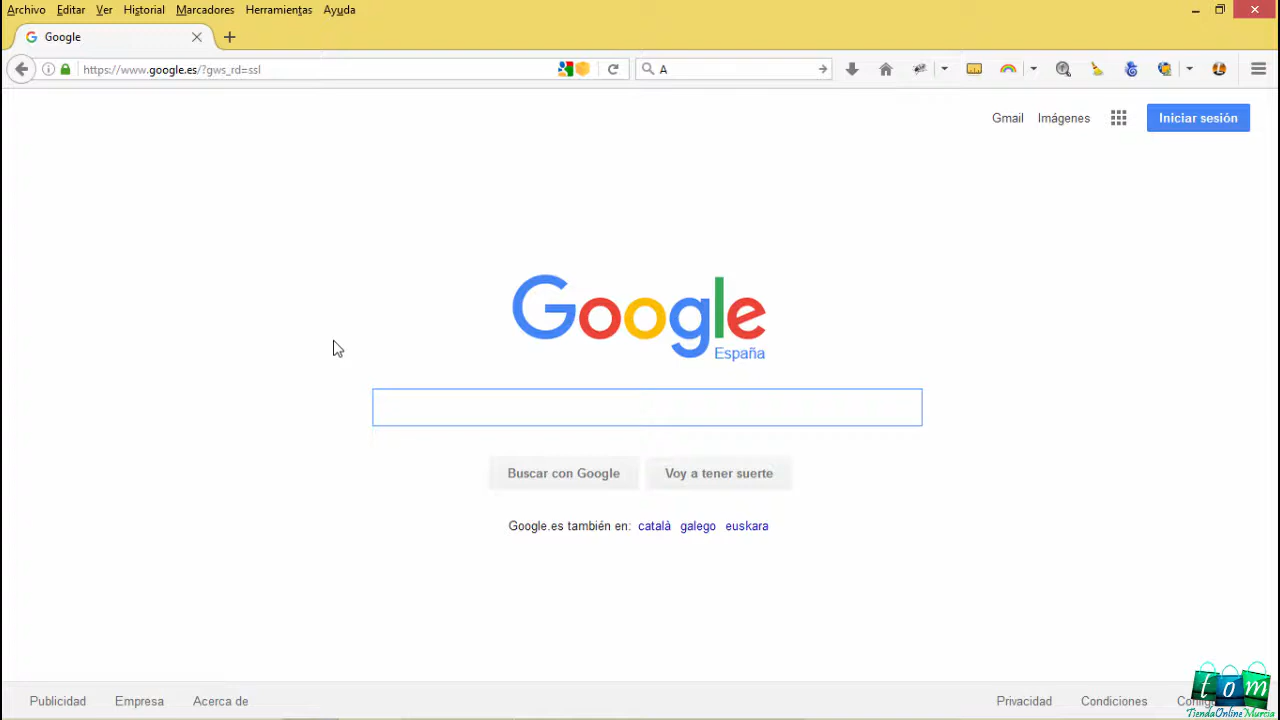 Archivo Editar Ver Historial Marcadores Herramientas Ayuda
Google
https://www.google.es/?gws_rd=ssl
A
Gmail Imágenes Iniciar sesión
Google
España
Buscar con Google Voy a tener suerte
Google.es también en: català galego euskara
Publicidad Empresa Acerca de Privacidad Condiciones
tom
TiendaOnlineMurcia